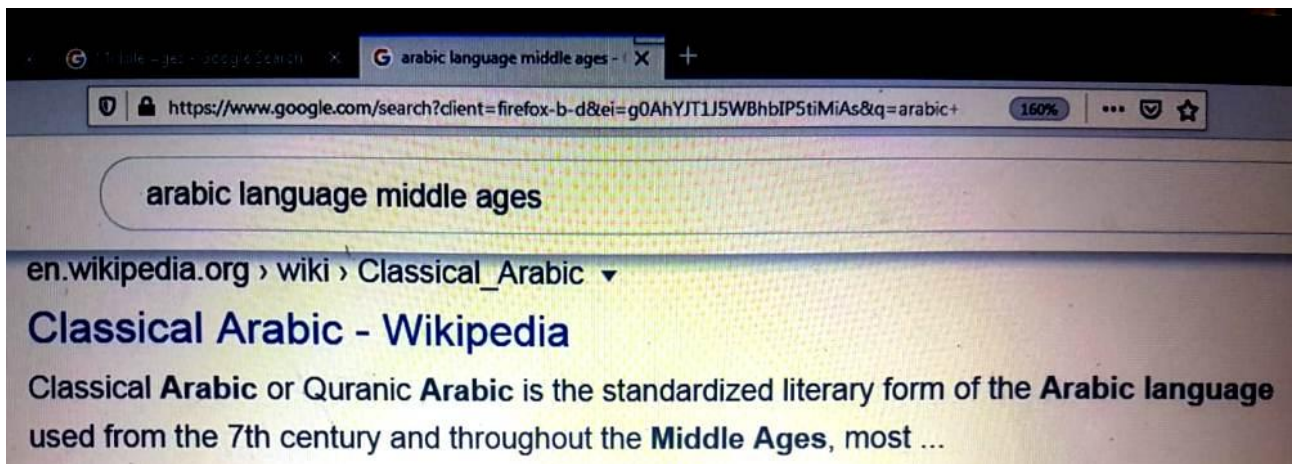 arabic language middle ages -
https://www.google.com/search?client=firefox-b-d&ei=g0AhYJT1J5WBhbIP5tiMiAs&q=arabic+ 160%
arabic language middle ages
en.wikipedia.org › wiki › Classical_Arabic
Classical Arabic - Wikipedia
Classical Arabic or Quranic Arabic is the standardized literary form of the Arabic language
used from the 7th century and throughout the Middle Ages, most ...